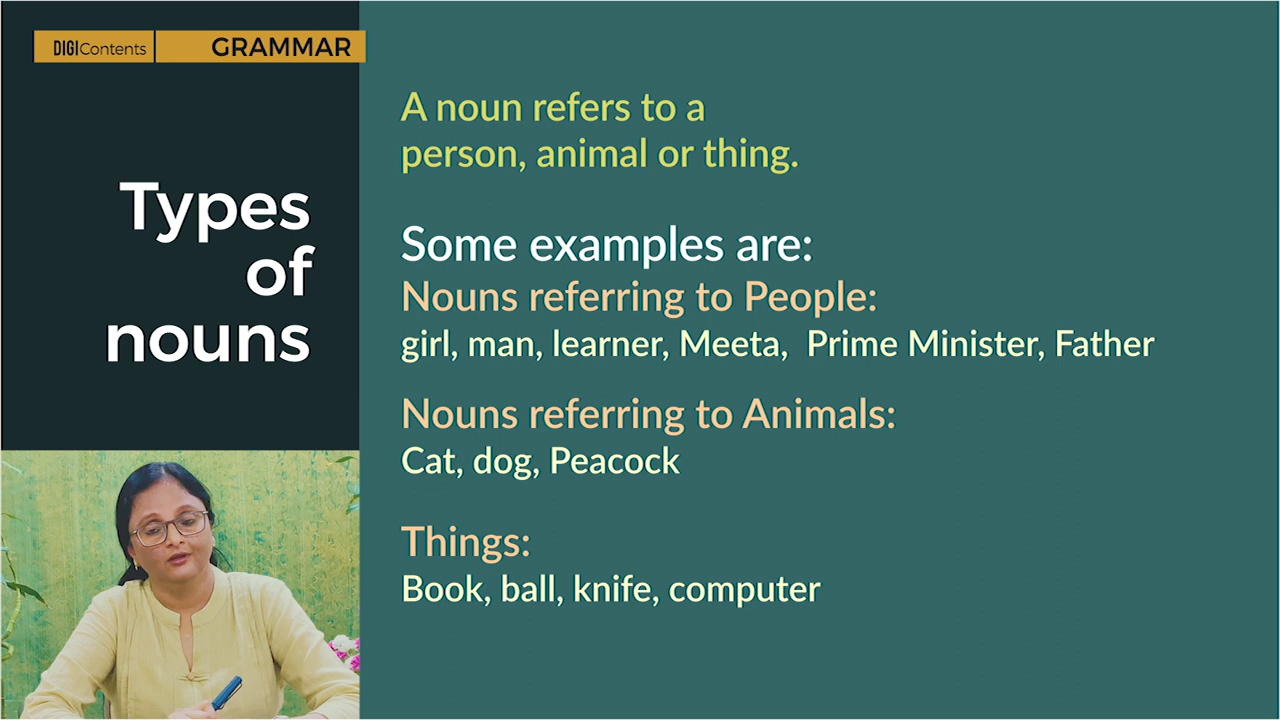 DIGIContents
GRAMMAR
Types
of
nouns
A noun refers to a
person, animal or thing.
Some examples are:
Nouns referring to People:
girl, man, learner, Meeta, Prime Minister, Father
Nouns referring to Animals:
Cat, dog, Peacock
Things:
Book, ball, knife, computer